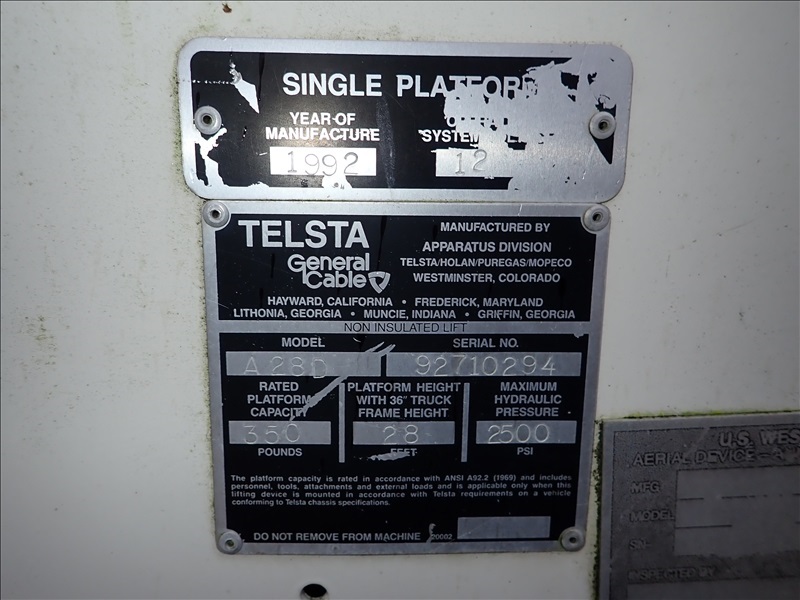 SINGLE PLATFORM
YEAR OF
MANUFACTURE
SYSTEM
1992
12
TELSTA
General
Cable
MANUFACTURED BY
APPARATUS DIVISION
TELSTA/HOLAN/PUREGAS/MOPECO
WESTMINSTER, COLORADO
HAYWARD, CALIFORNIA • FREDERICK, MARYLAND
LITHONIA, GEORGIA • MUNCIE, INDIANA • GRIFFIN, GEORGIA
NON INSULATED LIFT
MODEL
A28D
SERIAL NO.
92710294
RATED
PLATFORM
CAPACITY
350
POUNDS
PLATFORM HEIGHT
WITH 36" TRUCK
FRAME HEIGHT
28
FEET
MAXIMUM
HYDRAULIC
PRESSURE
2500
PSI
The platform capacity is rated in accordance with ANSI A92.2 (1969) and includes
personnel, tools, attachments and external loads and is applicable only when this
lifting device is mounted in accordance with Telsta requirements on a vehicle
conforming to Telsta chassis specifications.
DO NOT REMOVE FROM MACHINE 20002
U.S. WES
AERIAL DEVICE
MFG
MODEL
SN
INSPECTED BY